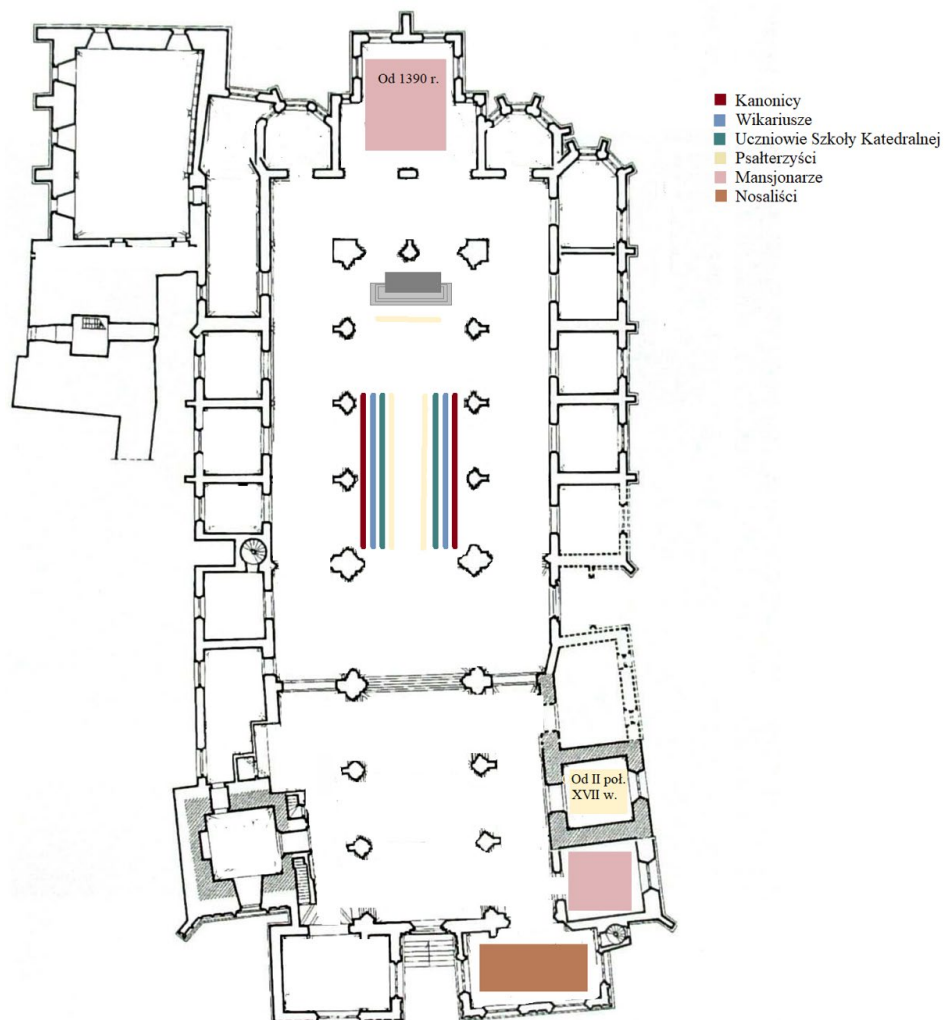 Od 1390 r.
Kanonicy
Wikariusze
Uczniowie Szkoły Katedralnej
Psałterzyści
Mansjonarze
Nosaliści
Od II poł.
XVII w.